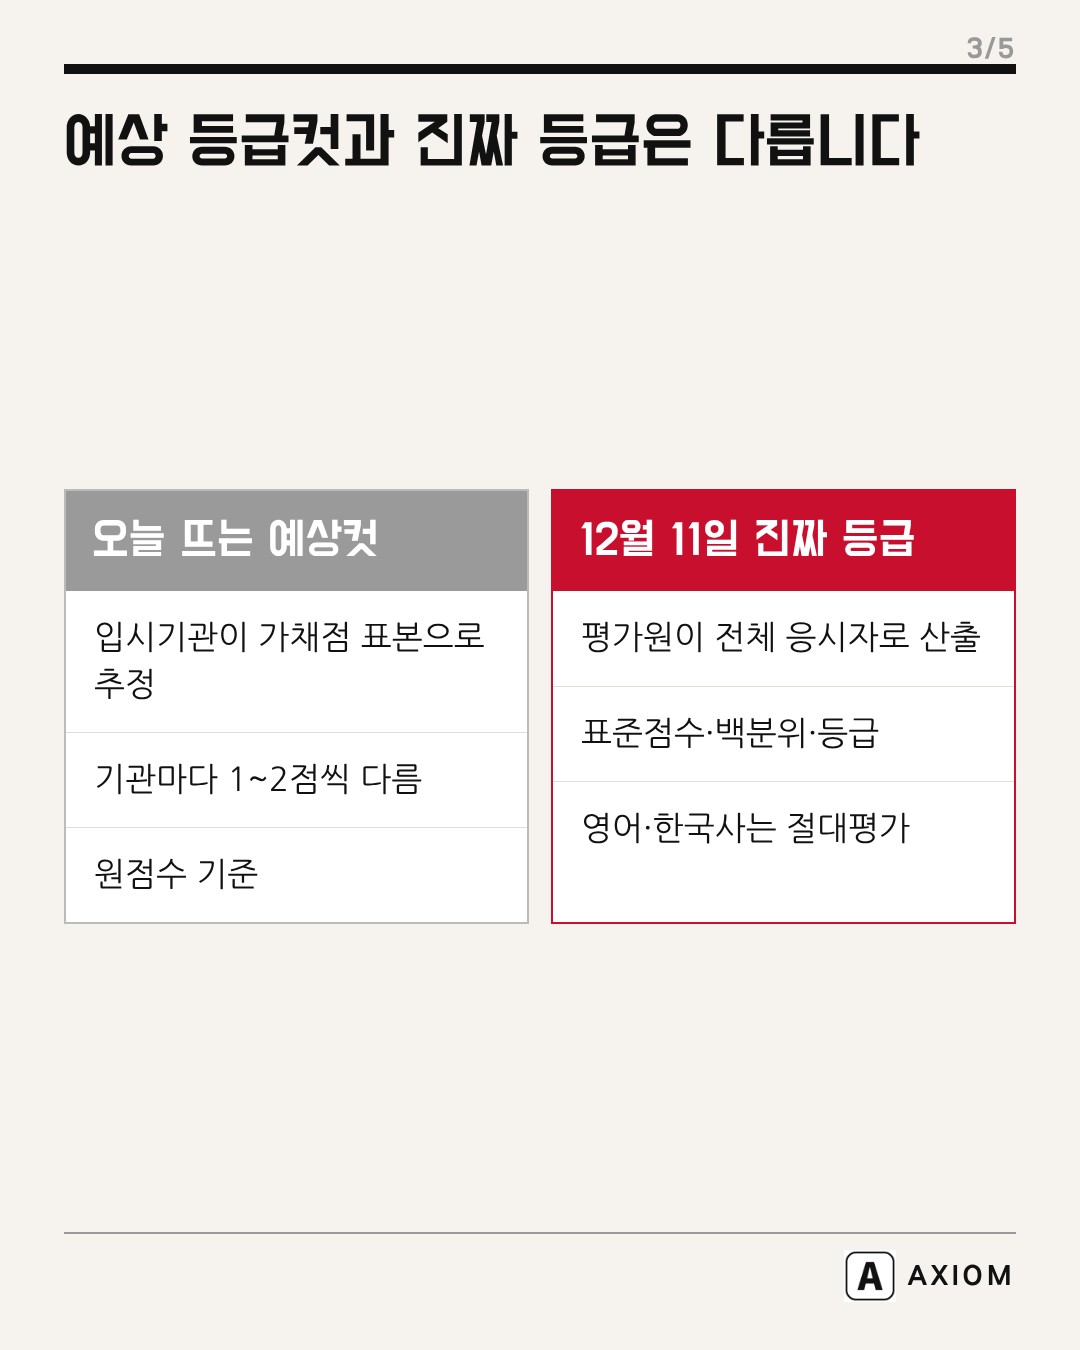 3/5
예상 등급컷과 진짜 등급은 다릅니다
오늘 뜨는 예상컷
입시기관이 가채점 표본으로
추정
기관마다 1~2점씩 다름
원점수 기준
12월 11일 진짜 등급
평가원이 전체 응시자로 산출
표준점수·백분위·등급
영어·한국사는 절대평가
A AXIOM